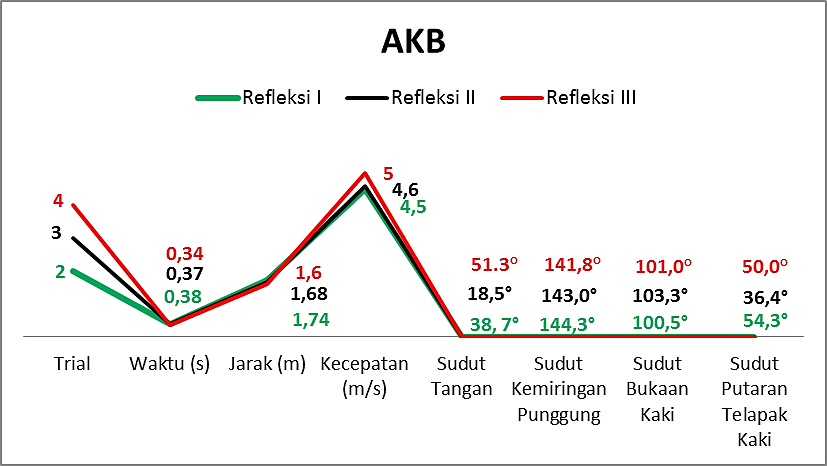 AKB
Refleksi I
Refleksi II
Refleksi III
4
3
2
0,34
0,37
0,38
1,6
1,68
1,74
5
4,6
4,5
51.3° 141,8° 101,0° 50,0°
18,5° 143,0° 103,3° 36,4°
38,7° 144,3° 100,5° 54,3°
Trial
Waktu (s)
Jarak (m)
Kecepatan
(m/s)
Sudut
Tangan
Sudut
Kemiringan
Punggung
Sudut
Bukaan
Kaki
Sudut
Putaran
Telapak
Kaki